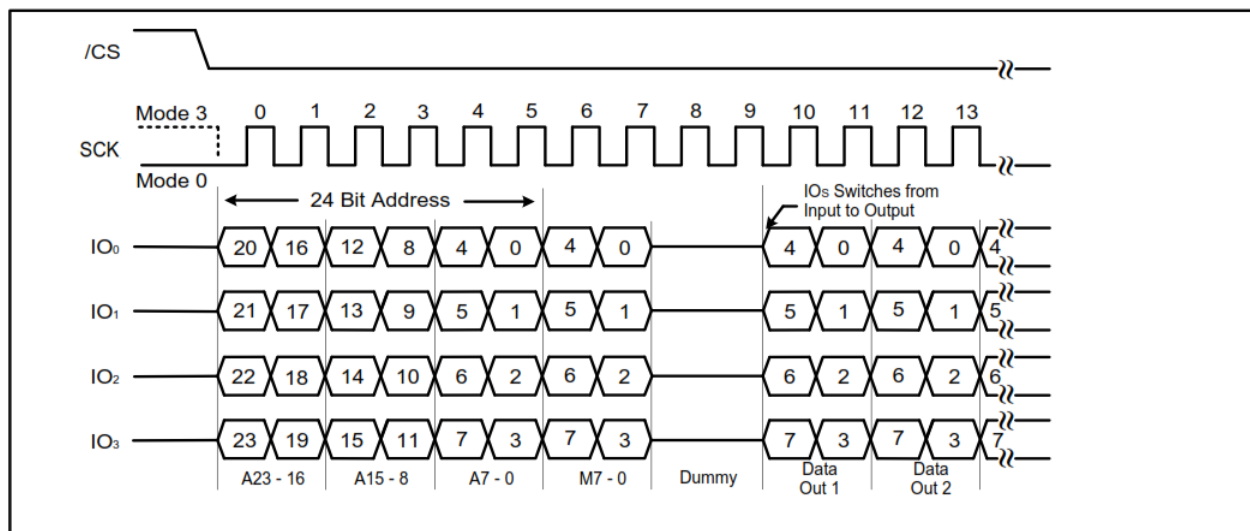 /CS
Mode 3 0 1 2 3 4 5 6 7 8 9 10 11 12 13
SCK
Mode 0
24 Bit Address
IOs Switches from
Input to Output
IO0 20 16 12 8 4 0 4 0 4 0 4 0 4
IO1 21 17 13 9 5 1 5 1 5 1 5 1 5
IO2 22 18 14 10 6 2 6 2 6 2 6 2 6
IO3 23 19 15 11 7 3 7 3 7 3 7 3 7
A23 - 16 A15 - 8 A7 - 0 M7 - 0 Dummy Data Data
Out 1 Out 2